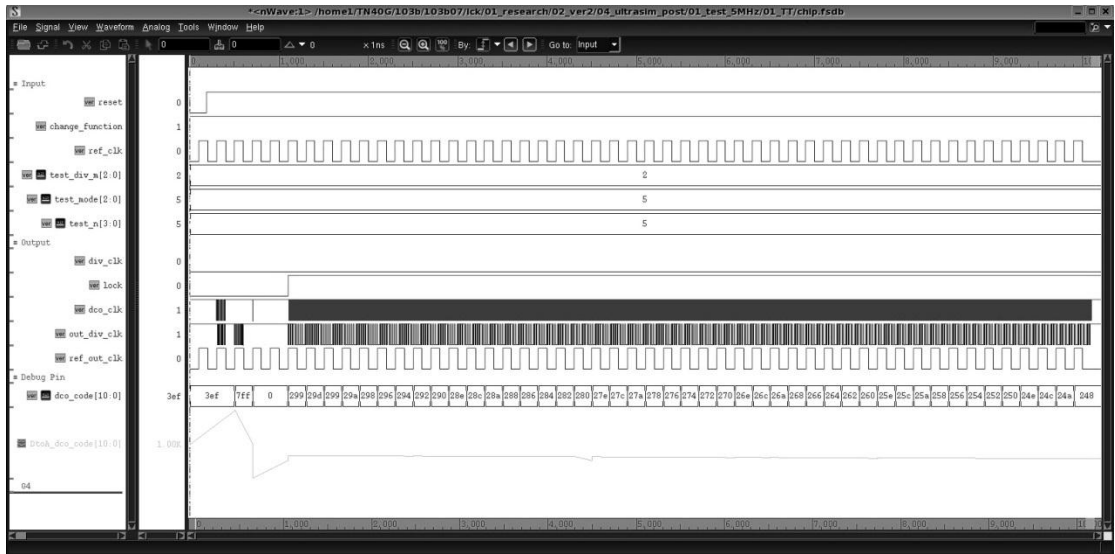 *<nWave:1> /home1/TN40G/103b/103b07/lck/01_research/02_ver2/04_ultrasim_post/01_test_5MHz/01_TT/chip.fsdb
File Signal View Waveform Analog Tools Window Help
0 0 0 x 1ns 100 By: Go to: Input
0 1,000 2,000 3,000 4,000 5,000 6,000 7,000 8,000 9,000
Input
reset 0
change_function 1
ref_clk 0
test_div_m[2:0] 2 2
test_mode[2:0] 5 5
test_n[3:0] 5 5
Output
div_clk 0
lock 0
dco_clk 1
out_div_clk 1
ref_out_clk 0
Debug Pin
dco_code[10:0] 3ef 3ef 7ff 0 299 29d 299 29a 298 296 294 292 290 28e 28c 28a 288 286 284 282 280 27e 27c 27a 278 276 274 272 270 26e 26c 26a 268 266 264 262 260 25e 25c 25a 258 256 254 252 250 24e 24c 24a 248
DtoA_dco_code[10:0] 1.00K
G4
0 1,000 2,000 3,000 4,000 5,000 6,000 7,000 8,000 9,000